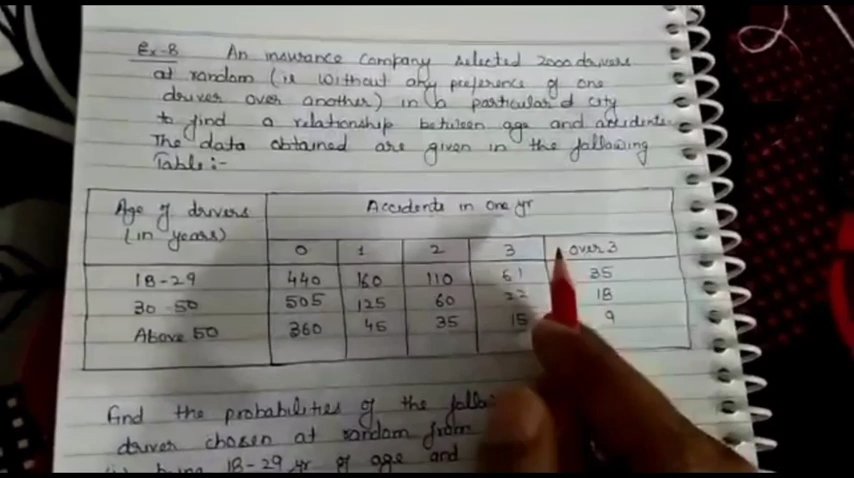 Ex-8 An insurance company selected 2000 drivers
at random (ie without any preference of one
driver over another) in a particular d city
to find a relationship between age and accidents.
The data obtained are given in the following
Table :-
Age of drivers
(in years)
Accidents in one yr
0 1 2 3 over 3
18-29 440 160 110 61 35
30-50 505 125 60 22 18
Above 50 360 45 35 15 9
find the probabilities of the
driver chosen at random from
18-29 yr of age and